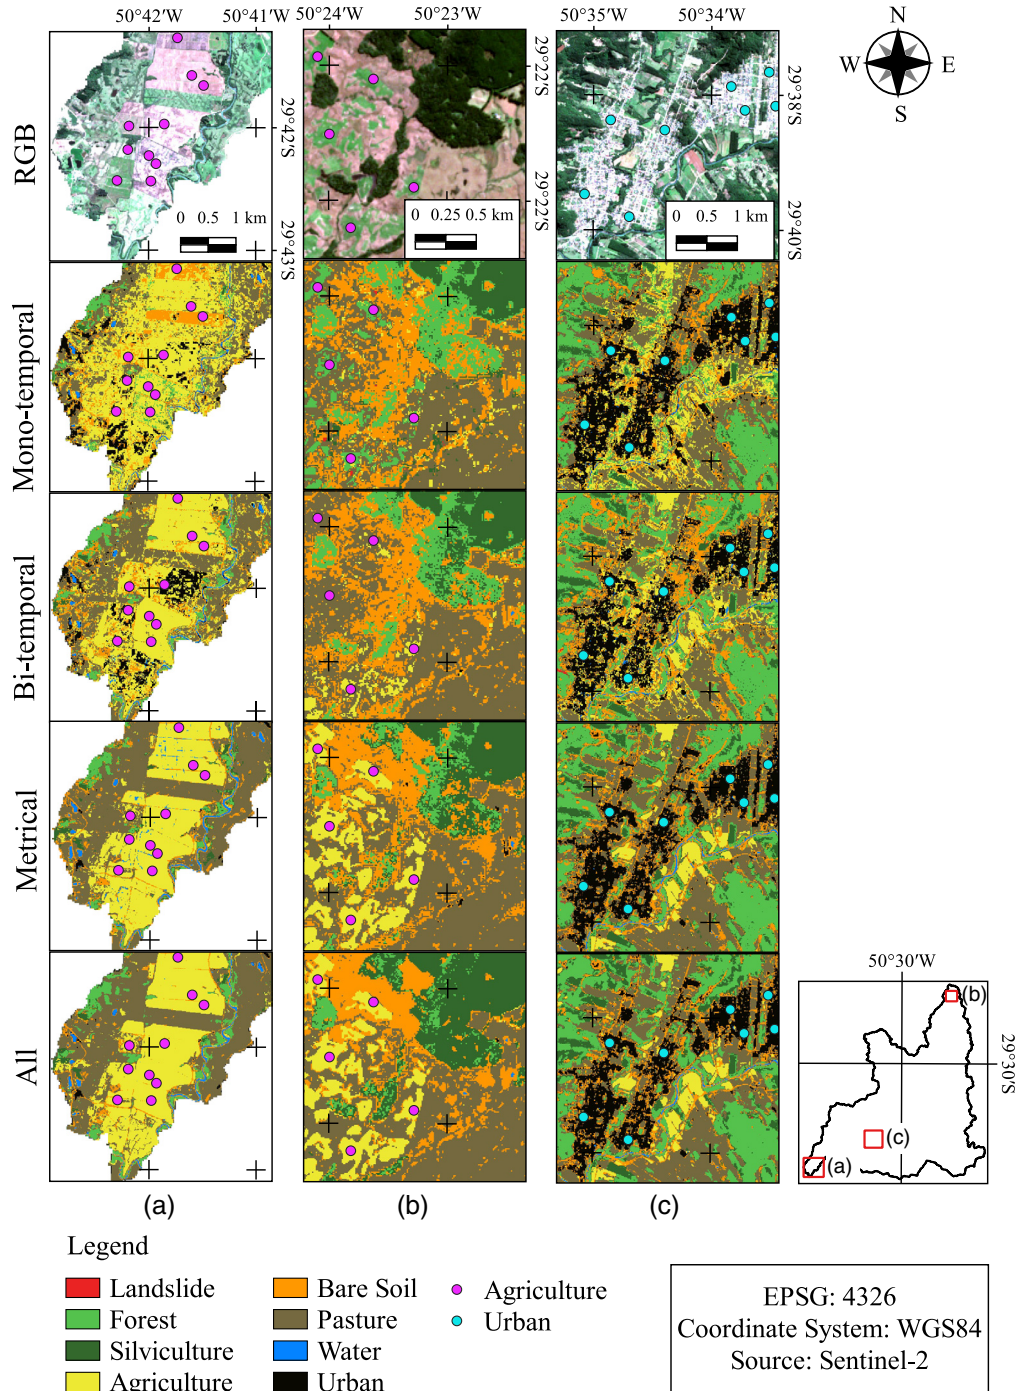 50°42'W 50°41'W 50°24'W 50°23'W 50°35'W 50°34'W
N
W E
S
RGB
29°42'S
29°43'S
0 0.5 1 km
29°22'S
29°22'S
0 0.25 0.5 km
29°38'S
29°40'S
0 0.5 1 km
Mono-temporal
Bi-temporal
Metrical
All
50°30'W
29°30'S
(b)
(c)
(a)
(a) (b) (c)
Legend
Landslide
Forest
Silviculture
Agriculture
Bare Soil
Pasture
Water
Urban
Agriculture
Urban
EPSG: 4326
Coordinate System: WGS84
Source: Sentinel-2